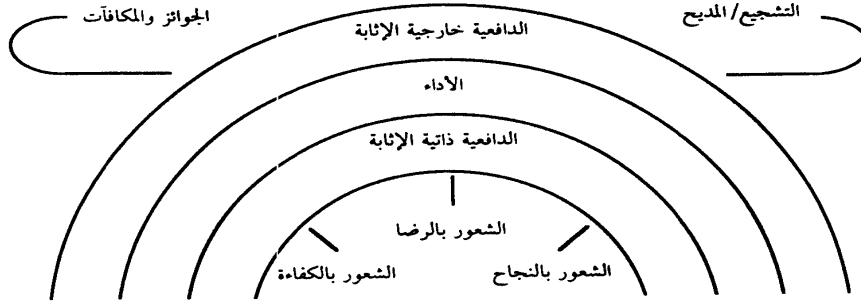 التشجيع/المديح
الجوائز والمكافآت
الدافعية خارجية الإثابة
الأداء
الدافعية ذاتية الإثابة
الشعور بالرضا
الشعور بالنجاح
الشعور بالكفاءة